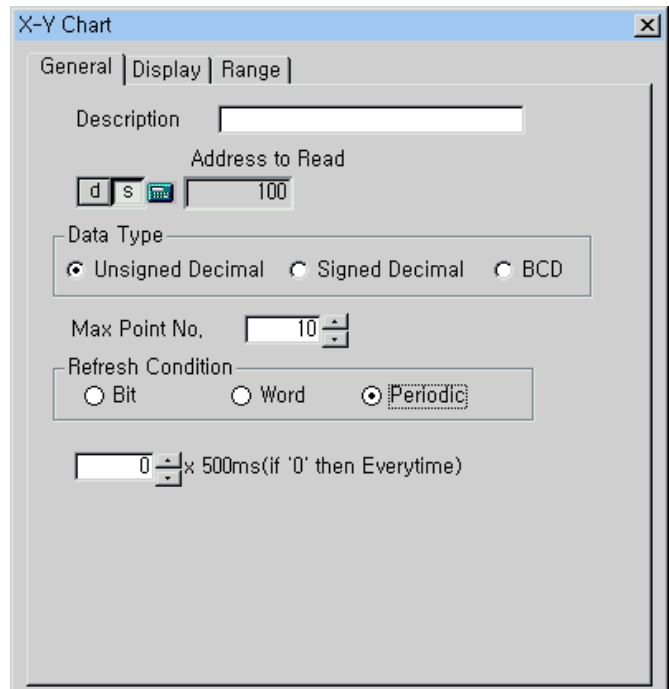 X-Y Chart
General Display Range
Description
Address to Read
d s 100
Data Type
Unsigned Decimal Signed Decimal BCD
Max Point No, 10
Refresh Condition
Bit Word Periodic
0 x 500ms(if '0' then Everytime)